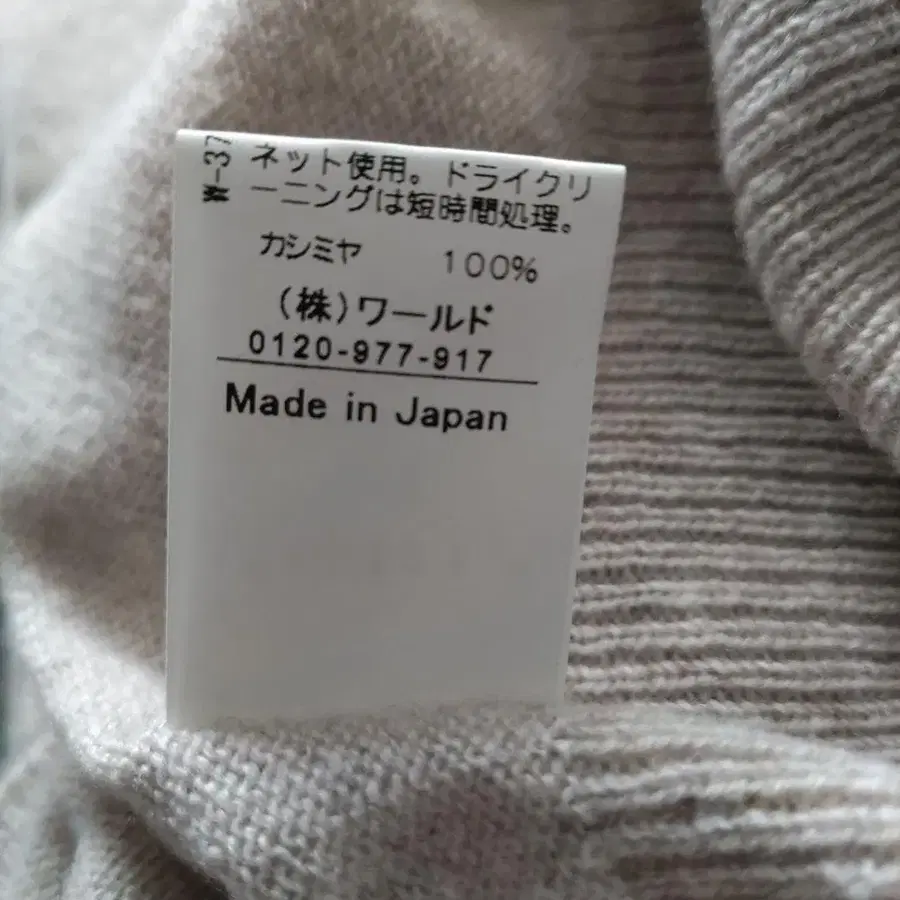 W-37
ネット使用。ドライクリ
ーニングは短時間処理。
カシミヤ 100%
(株)ワールド
0120-977-917
Made in Japan